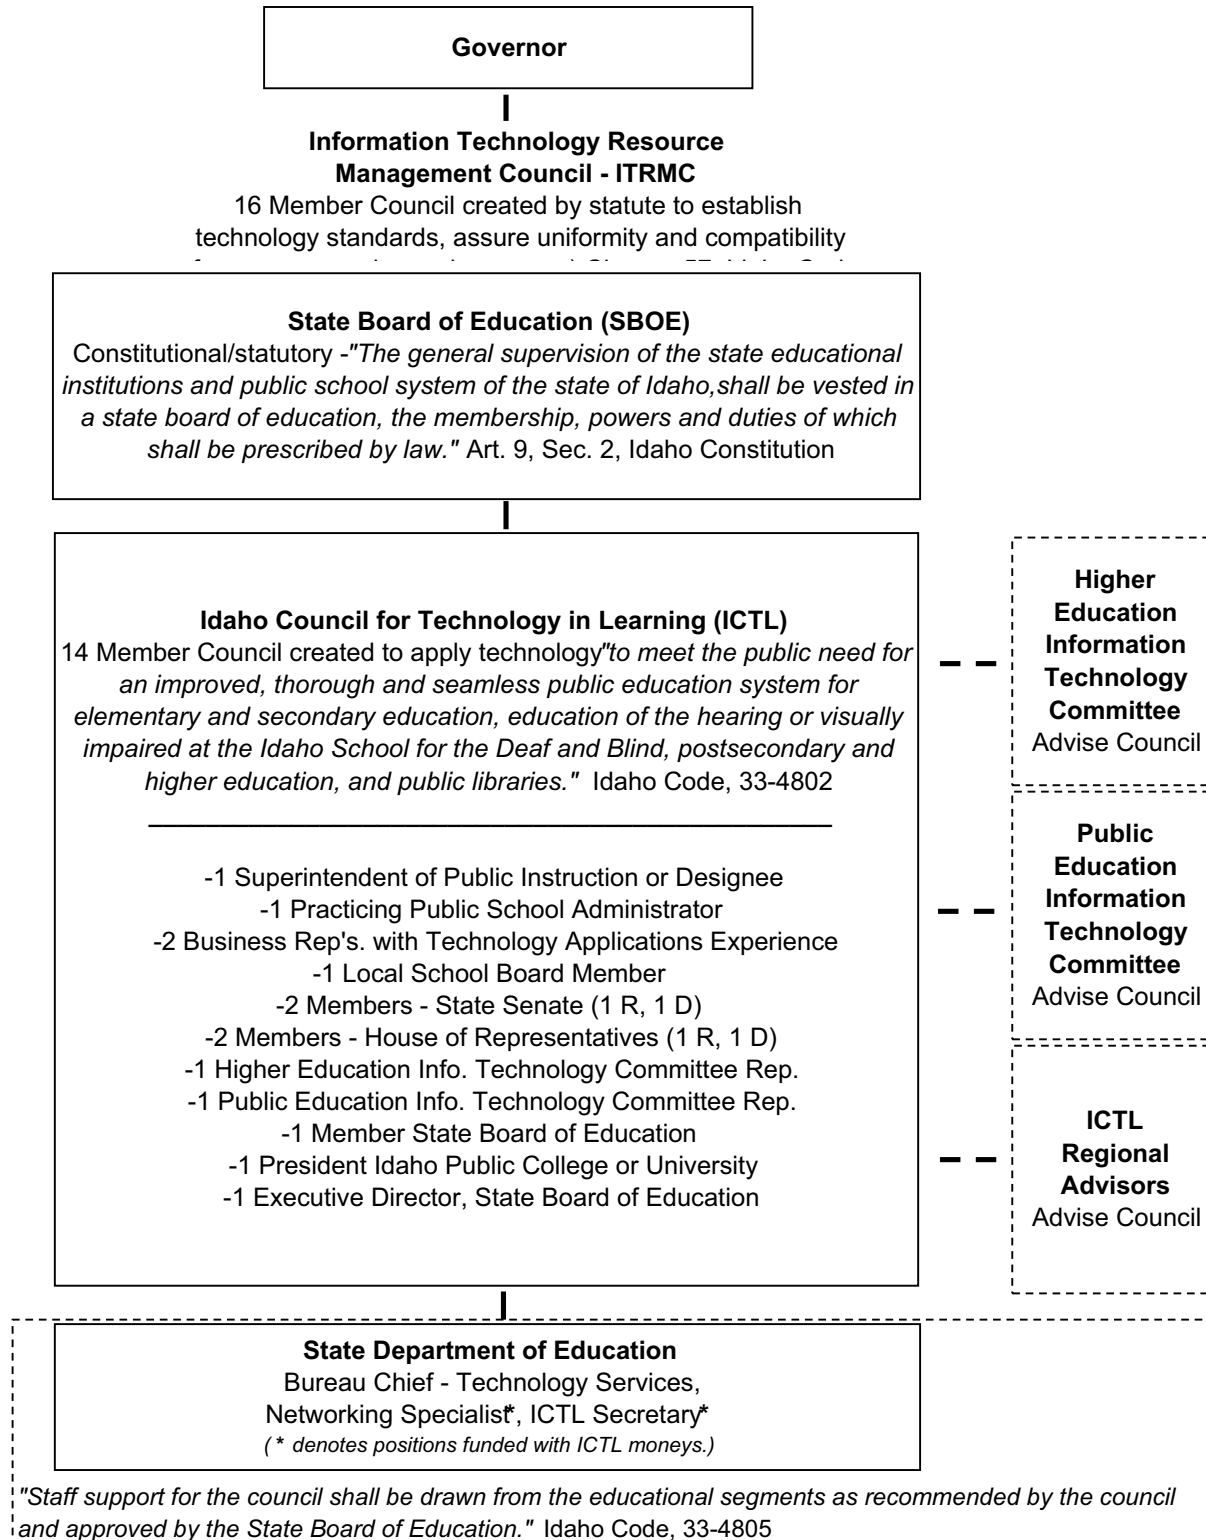 Governor
Information Technology Resource
Management Council - ITRMC
16 Member Council created by statute to establish
technology standards, assure uniformity and compatibility
State Board of Education (SBOE)
Constitutional/statutory -"The general supervision of the state educational
institutions and public school system of the state of Idaho,shall be vested in
a state board of education, the membership, powers and duties of which
shall be prescribed by law." Art. 9, Sec. 2, Idaho Constitution
Idaho Council for Technology in Learning (ICTL)
14 Member Council created to apply technology"to meet the public need for
an improved, thorough and seamless public education system for
elementary and secondary education, education of the hearing or visually
impaired at the Idaho School for the Deaf and Blind, postsecondary and
higher education, and public libraries." Idaho Code, 33-4802
-1 Superintendent of Public Instruction or Designee
-1 Practicing Public School Administrator
-2 Business Rep's. with Technology Applications Experience
-1 Local School Board Member
-2 Members - State Senate (1 R, 1 D)
-2 Members - House of Representatives (1 R, 1 D)
-1 Higher Education Info. Technology Committee Rep.
-1 Public Education Info. Technology Committee Rep.
-1 Member State Board of Education
-1 President Idaho Public College or University
-1 Executive Director, State Board of Education
Higher
Education
Information
Technology
Committee
Advise Council
Public
Education
Information
Technology
Committee
Advise Council
ICTL
Regional
Advisors
Advise Council
State Department of Education
Bureau Chief - Technology Services,
Networking Specialist*, ICTL Secretary*
( * denotes positions funded with ICTL moneys.)
"Staff support for the council shall be drawn from the educational segments as recommended by the council
and approved by the State Board of Education." Idaho Code, 33-4805